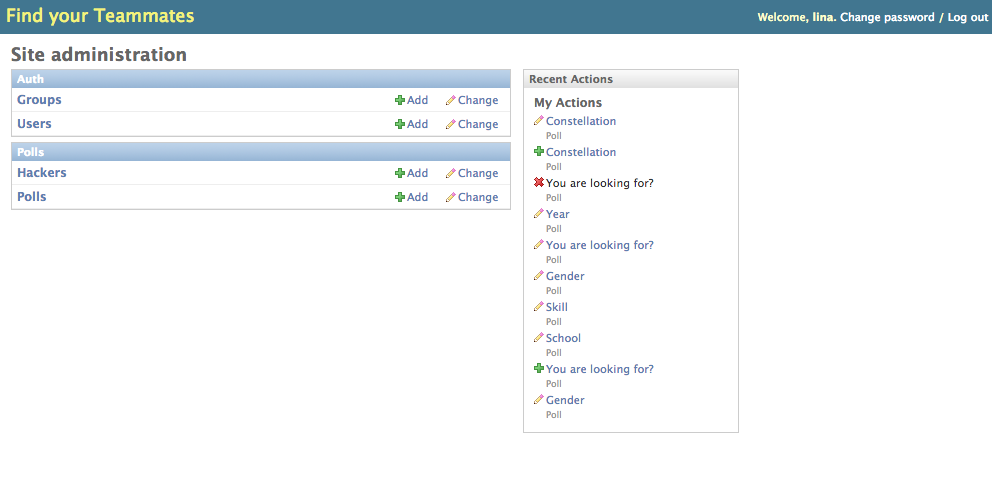 Find your Teammates
Welcome, lina. Change password / Log out
Site administration
Auth
Groups Add Change
Users Add Change
Polls
Hackers Add Change
Polls Add Change
Recent Actions
My Actions
Constellation
Poll
Constellation
Poll
You are looking for?
Poll
Year
Poll
You are looking for?
Poll
Gender
Poll
Skill
Poll
School
Poll
You are looking for?
Poll
Gender
Poll